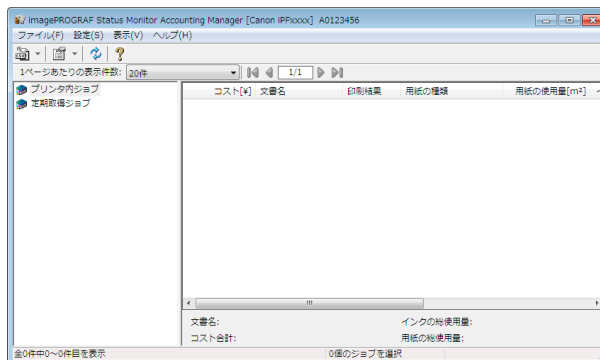 imagePROGRAF Status Monitor Accounting Manager [Canon iPFxxxx] A0123456
ファイル(F) 設定(S) 表示(V) ヘルプ(H)
1ページあたりの表示件数: 20件 1/1
プリンタ内ジョブ
定期取得ジョブ
コスト[¥] 文書名 印刷結果 用紙の種類 用紙の使用量[m²]
文書名: インクの総使用量:
コスト合計: 用紙の総使用量:
全0件中0～0件目を表示 0個のジョブを選択